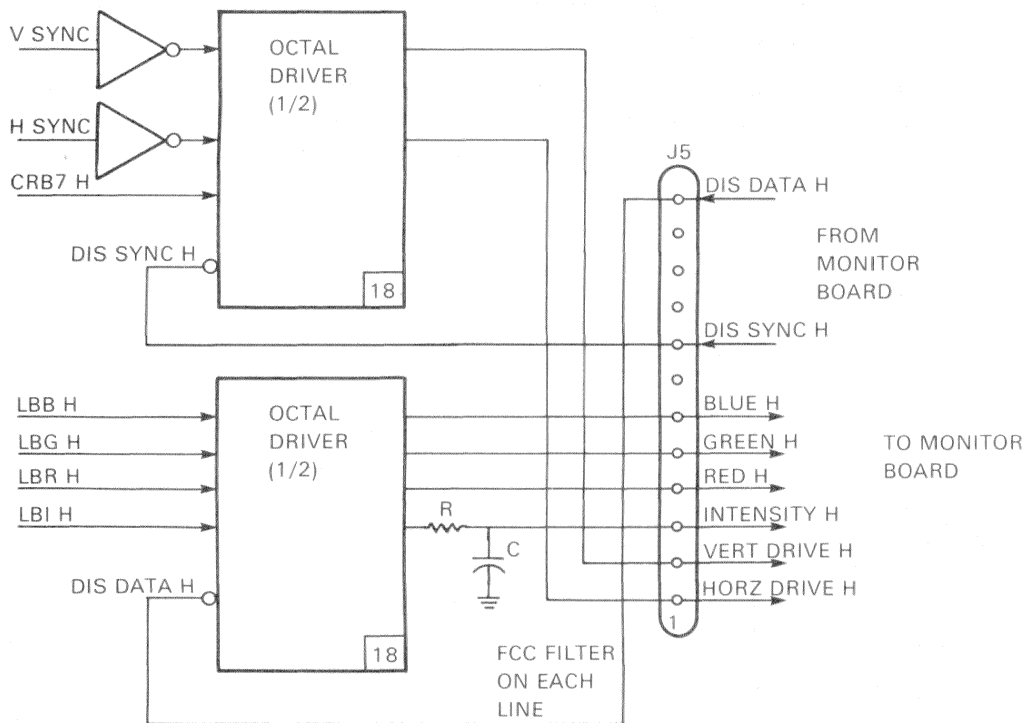 V SYNC
H SYNC
CRB7 H
DIS SYNC H
OCTAL
DRIVER
(1/2)
18
J5
DIS DATA H
FROM
MONITOR
BOARD
DIS SYNC H
LBB H
LBG H
LBR H
LBI H
DIS DATA H
OCTAL
DRIVER
(1/2)
18
R
C
BLUE H
GREEN H
RED H
INTENSITY H
VERT DRIVE H
HORZ DRIVE H
1
TO MONITOR
BOARD
FCC FILTER
ON EACH
LINE